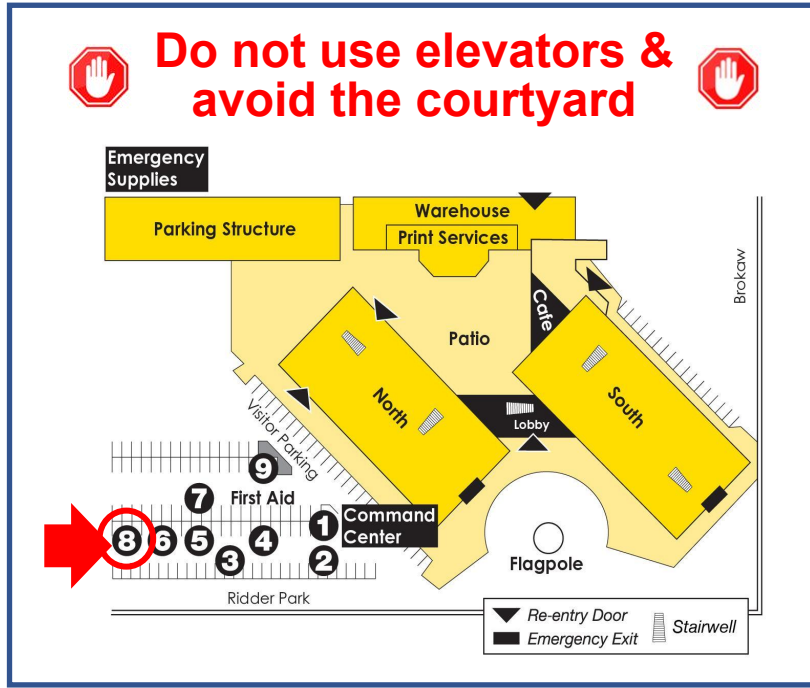 Do not use elevators &
avoid the courtyard
Emergency
Supplies
Parking Structure
Warehouse
Print Services
Brokaw
Cafe
Patio
North
South
Lobby
Visitor Parking
9
7
First Aid
1
Command
Center
8
6
5
4
3
2
Flagpole
Ridder Park
Re-entry Door
Emergency Exit
Stairwell